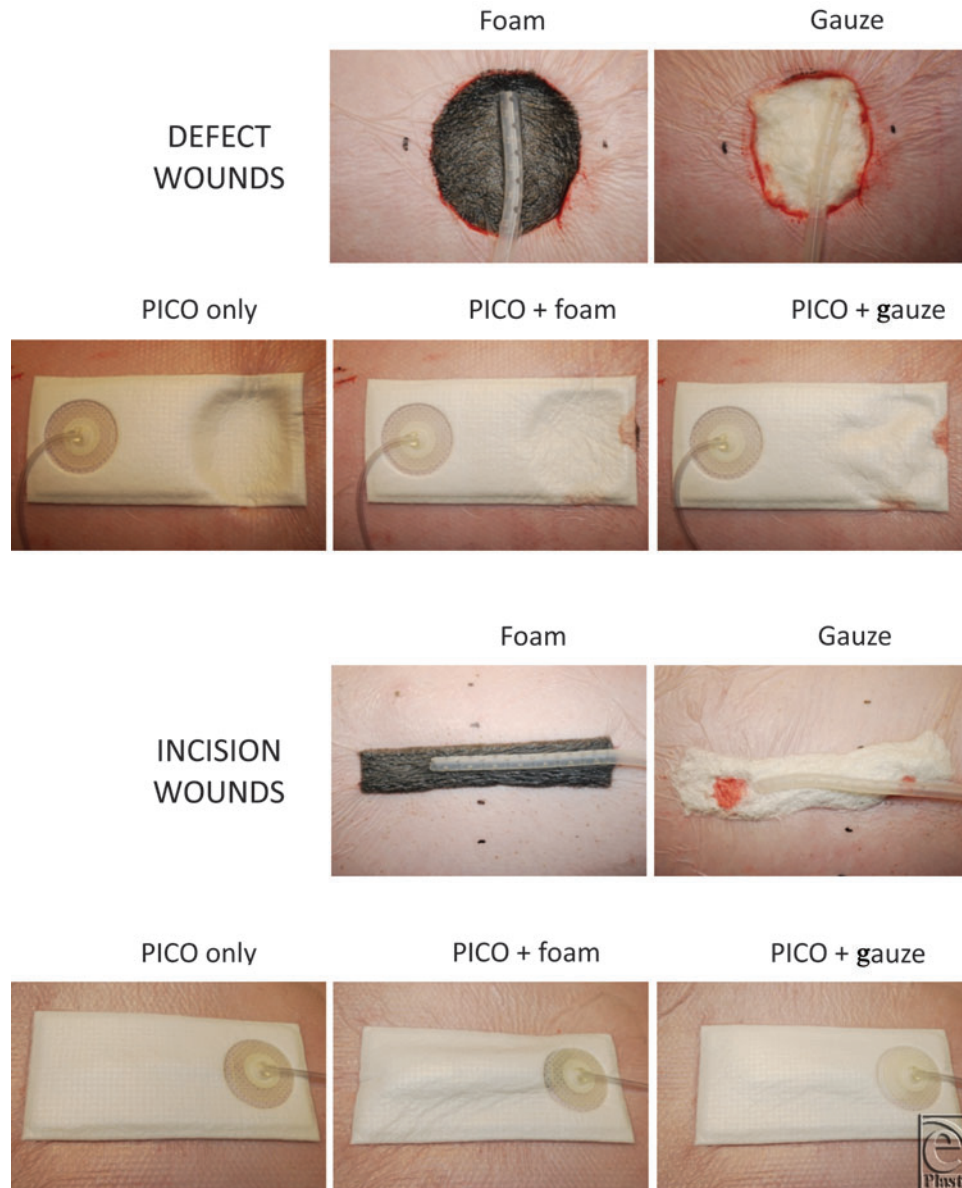 Foam Gauze
DEFECT
WOUNDS
PICO only PICO + foam PICO + gauze
Foam Gauze
INCISION
WOUNDS
PICO only PICO + foam PICO + gauze
e
Plast